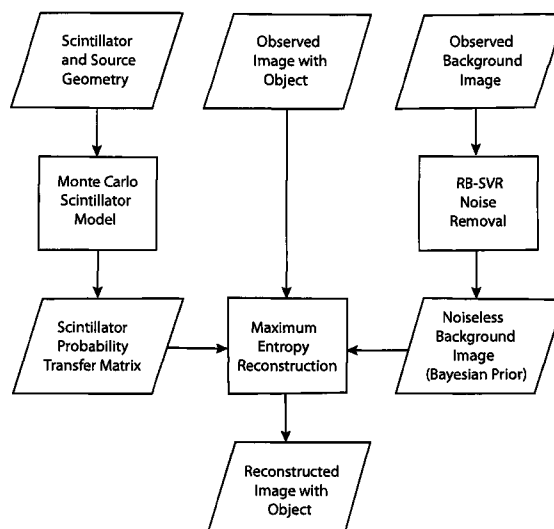 Scintillator
and Source
Geometry
Observed
Image with
Object
Observed
Background
Image
Monte Carlo
Scintillator
Model
RB-SVR
Noise
Removal
Scintillator
Probability
Transfer Matrix
Maximum
Entropy
Reconstruction
Noiseless
Background
Image
(Bayesian Prior)
Reconstructed
Image with
Object